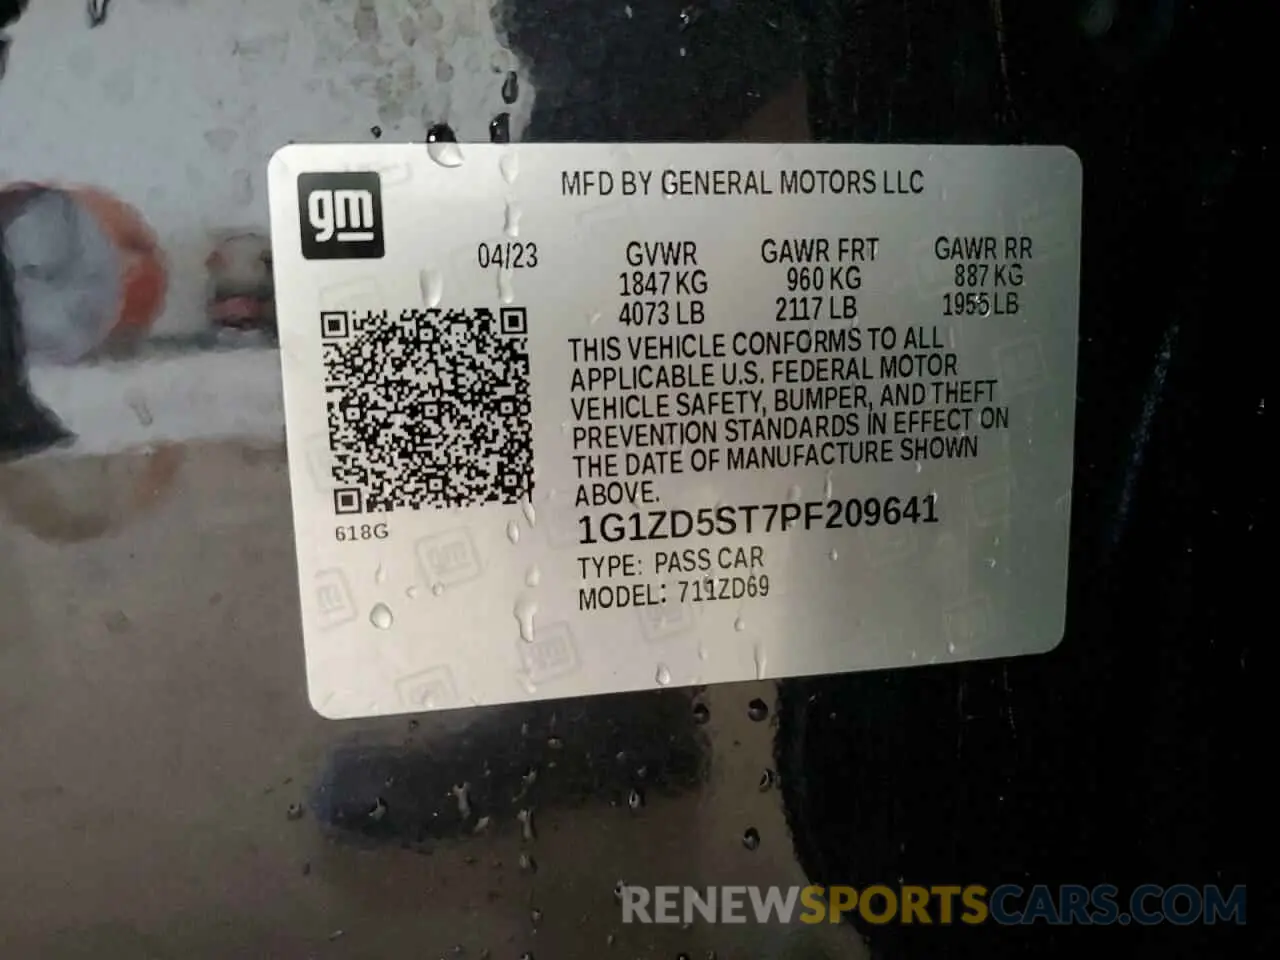 gm
MFD BY GENERAL MOTORS LLC
04/23 GVWR GAWR FRT GAWR RR
1847 KG 960 KG 887 KG
4073 LB 2117 LB 1955 LB
THIS VEHICLE CONFORMS TO ALL
APPLICABLE U.S. FEDERAL MOTOR
VEHICLE SAFETY, BUMPER, AND THEFT
PREVENTION STANDARDS IN EFFECT ON
THE DATE OF MANUFACTURE SHOWN
ABOVE.
618G
1G1ZD5ST7PF209641
TYPE: PASS CAR
MODEL: 711ZD69
RENEWSPORTSCARS.COM